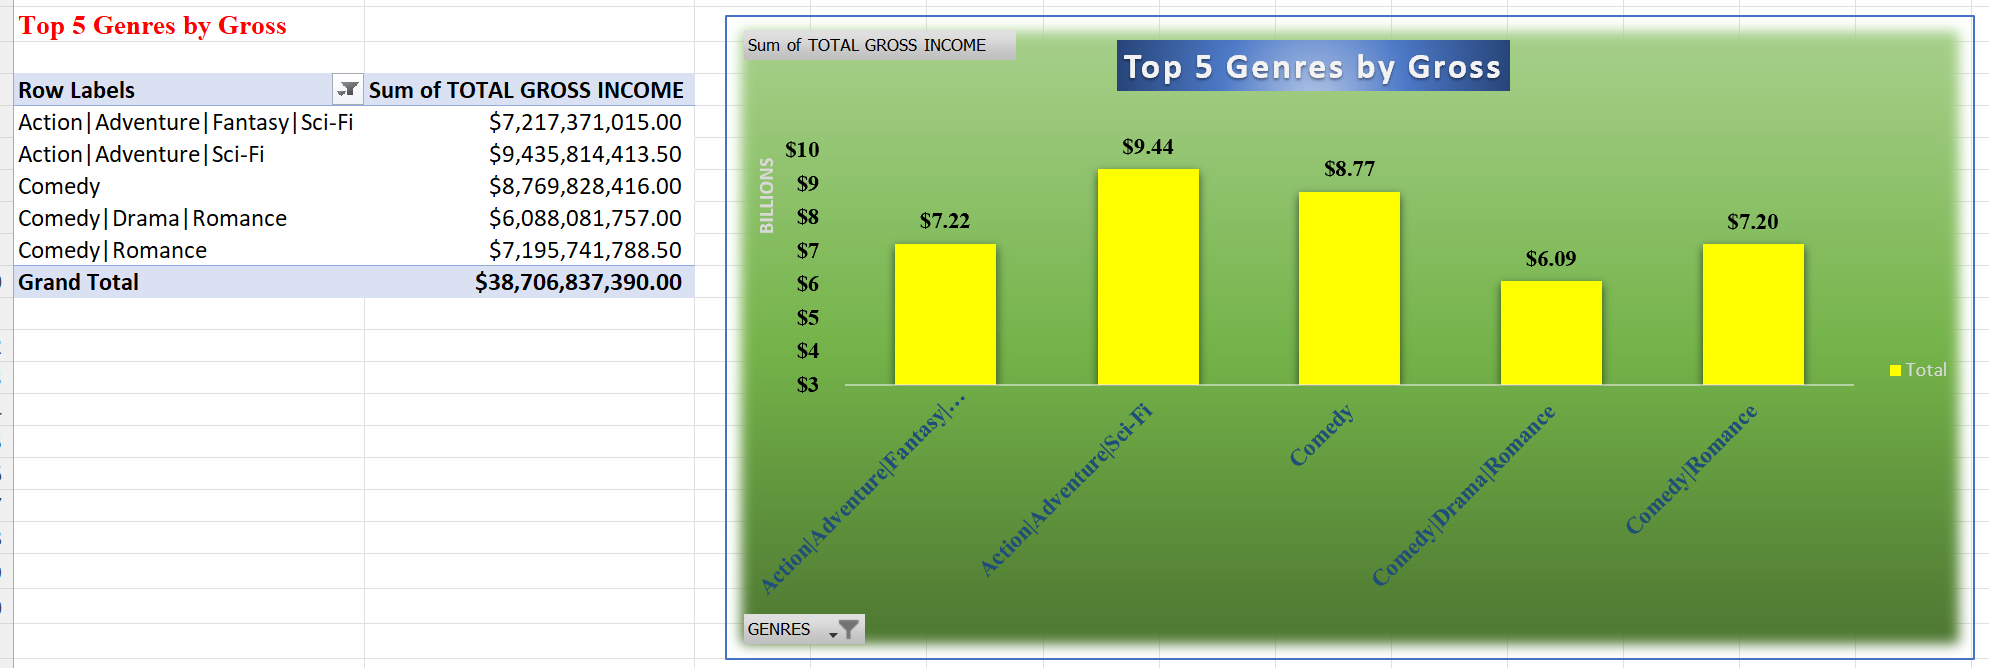 Top 5 Genres by Gross
Row Labels Sum of TOTAL GROSS INCOME
Action|Adventure|Fantasy|Sci-Fi $7,217,371,015.00
Action|Adventure|Sci-Fi $9,435,814,413.50
Comedy $8,769,828,416.00
Comedy|Drama|Romance $6,088,081,757.00
Comedy|Romance $7,195,741,788.50
Grand Total $38,706,837,390.00
Sum of TOTAL GROSS INCOME
Top 5 Genres by Gross
BILLIONS
$10
$9
$8
$7
$6
$5
$4
$3
$7.22
$9.44
$8.77
$6.09
$7.20
Action|Adventure|Fantasy|...
Action|Adventure|Sci-Fi
Comedy
Comedy|Drama|Romance
Comedy|Romance
Total
GENRES